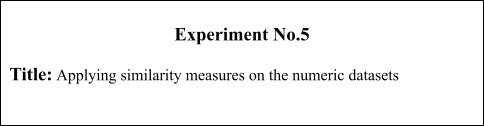 Experiment No.5
Title: Applying similarity measures on the numeric datasets